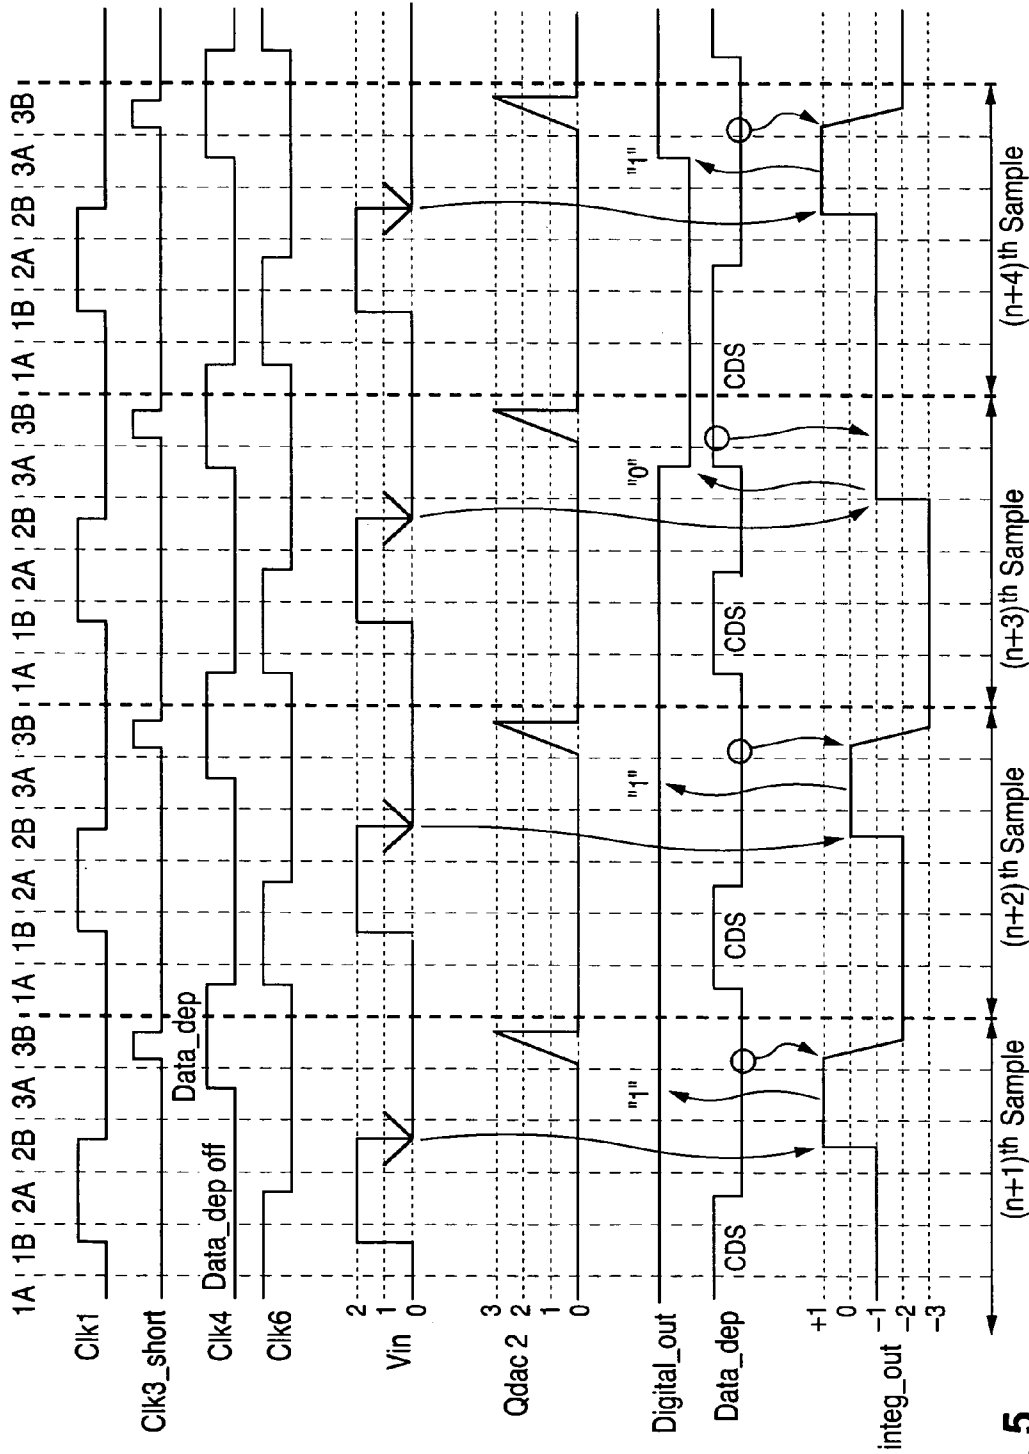 1A 1B 2A 2B 3A 3B 1A 1B 2A 2B 3A 3B 1A 1B 2A 2B 3A 3B 1A 1B 2A 2B 3A 3B
Clk1
Clk3_short
Data_dep off
Data_dep
Clk4
Clk6
2
1
0
Vin
3
2
1
0
Qdac 2
"1"
"1"
"0"
"1"
Digital_out
Data_dep
CDS
CDS
CDS
CDS
+1
0
-1
-2
-3
integ_out
(n+1)th Sample
(n+2)th Sample
(n+3)th Sample
(n+4)th Sample
5